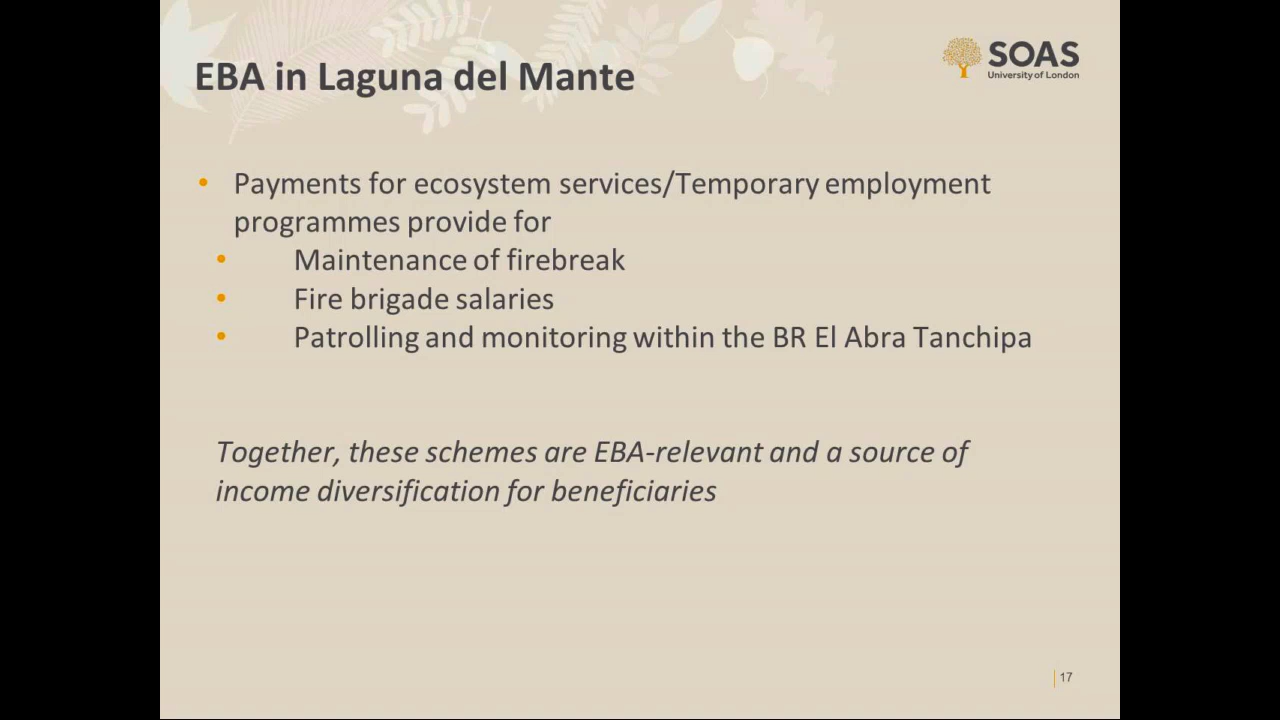 EBA in Laguna del Mante
SOAS
University of London
• Payments for ecosystem services/Temporary employment
programmes provide for
• Maintenance of firebreak
• Fire brigade salaries
• Patrolling and monitoring within the BR El Abra Tanchipa
Together, these schemes are EBA-relevant and a source of
income diversification for beneficiaries
17